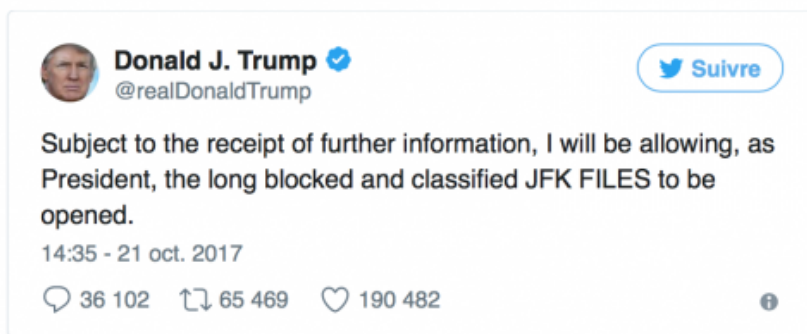 Donald J. Trump
@realDonaldTrump
Suivre
Subject to the receipt of further information, I will be allowing, as
President, the long blocked and classified JFK FILES to be
opened.
14:35 - 21 oct. 2017
36 102 65 469 190 482